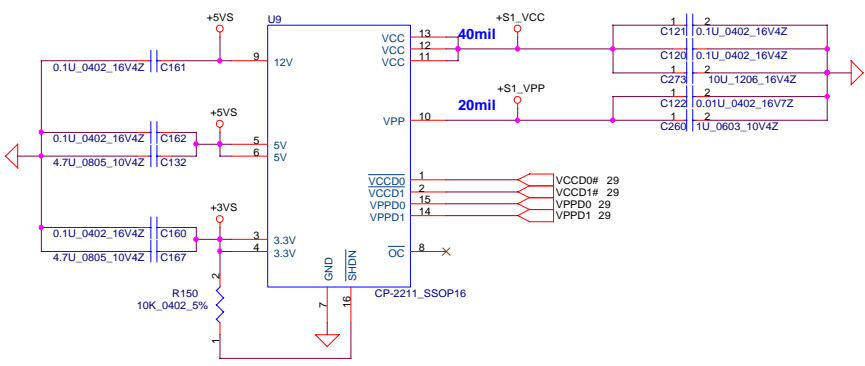 +5VS
0.1U_0402_16V4Z
C161
+5VS
0.1U_0402_16V4Z
C162
4.7U_0805_10V4Z
C132
+3VS
0.1U_0402_16V4Z
C160
4.7U_0805_10V4Z
C167
2
R150
10K_0402_5%
1
U9
9
12V
5
5V
6
5V
3
3.3V
4
3.3V
GND
7
SHDN
16
VCC
13
VCC
12
VCC
11
VPP
10
VCCD0
1
VCCD1
2
VPPD0
15
VPPD1
14
OC
8
CP-2211_SSOP16
40mil
+S1_VCC
20mil
+S1_VPP
1 2
C121 0.1U_0402_16V4Z
1 2
C120 0.1U_0402_16V4Z
1 2
C273 10U_1206_16V4Z
1 2
C122 0.01U_0402_16V7Z
1 2
C260 1U_0603_10V4Z
VCCD0# 29
VCCD1# 29
VPPD0 29
VPPD1 29